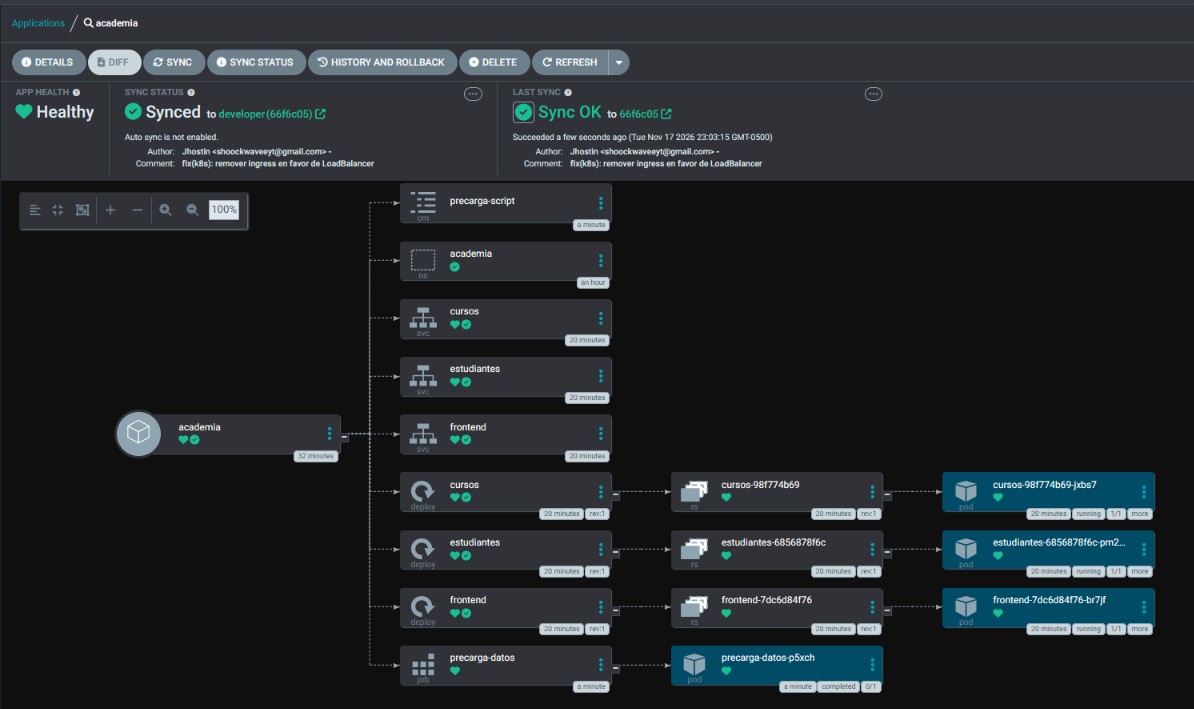 Applications / academia
DETAILS DIFF SYNC SYNC STATUS HISTORY AND ROLLBACK DELETE REFRESH
APP HEALTH
Healthy
SYNC STATUS
Synced to developer (66f6c05)
Auto sync is not enabled.
Author: Jhostin <shoockwaveeyt@gmail.com> -
Comment: fix(k8s): remover ingress en favor de LoadBalancer
LAST SYNC
Sync OK to 66f6c05
Succeeded a few seconds ago (Tue Nov 17 2026 23:03:15 GMT-0500)
Author: Jhostin <shoockwaveeyt@gmail.com> -
Comment: fix(k8s): remover ingress en favor de LoadBalancer
100%
academia
32 minutes
precarga-script
cm
a minute
academia
ns
an hour
cursos
svc
20 minutes
estudiantes
svc
20 minutes
frontend
svc
20 minutes
cursos
deploy
20 minutes rev:1
cursos-98f774b69
rs
20 minutes rev:1
cursos-98f774b69-jxbs7
pod
20 minutes running 1/1 more
estudiantes
deploy
20 minutes rev:1
estudiantes-6856878f6c
rs
20 minutes rev:1
estudiantes-6856878f6c-pm2...
pod
20 minutes running 1/1 more
frontend
deploy
20 minutes rev:1
frontend-7dc6d84f76
rs
20 minutes rev:1
frontend-7dc6d84f76-br7jf
pod
20 minutes running 1/1 more
precarga-datos
job
a minute
precarga-datos-p5xch
pod
a minute completed 0/1